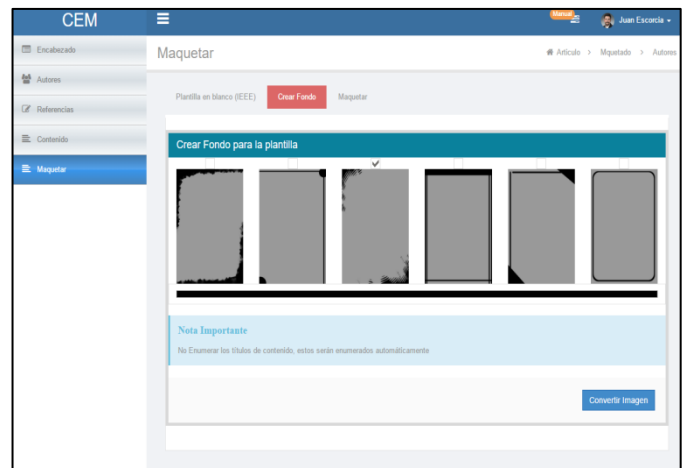 CEM
Manual
Juan Escorcia
Encabezado
Autores
Referencias
Contenido
Maquetar
Maquetar
Artículo > Mquetado > Autores
Plantilla en blanco (IEEE)
Crear Fondo
Maquetar
Crear Fondo para la plantilla
Nota Importante
No Enumerar los títulos de contenido, estos serán enumerados automáticamente
Convertir Imagen